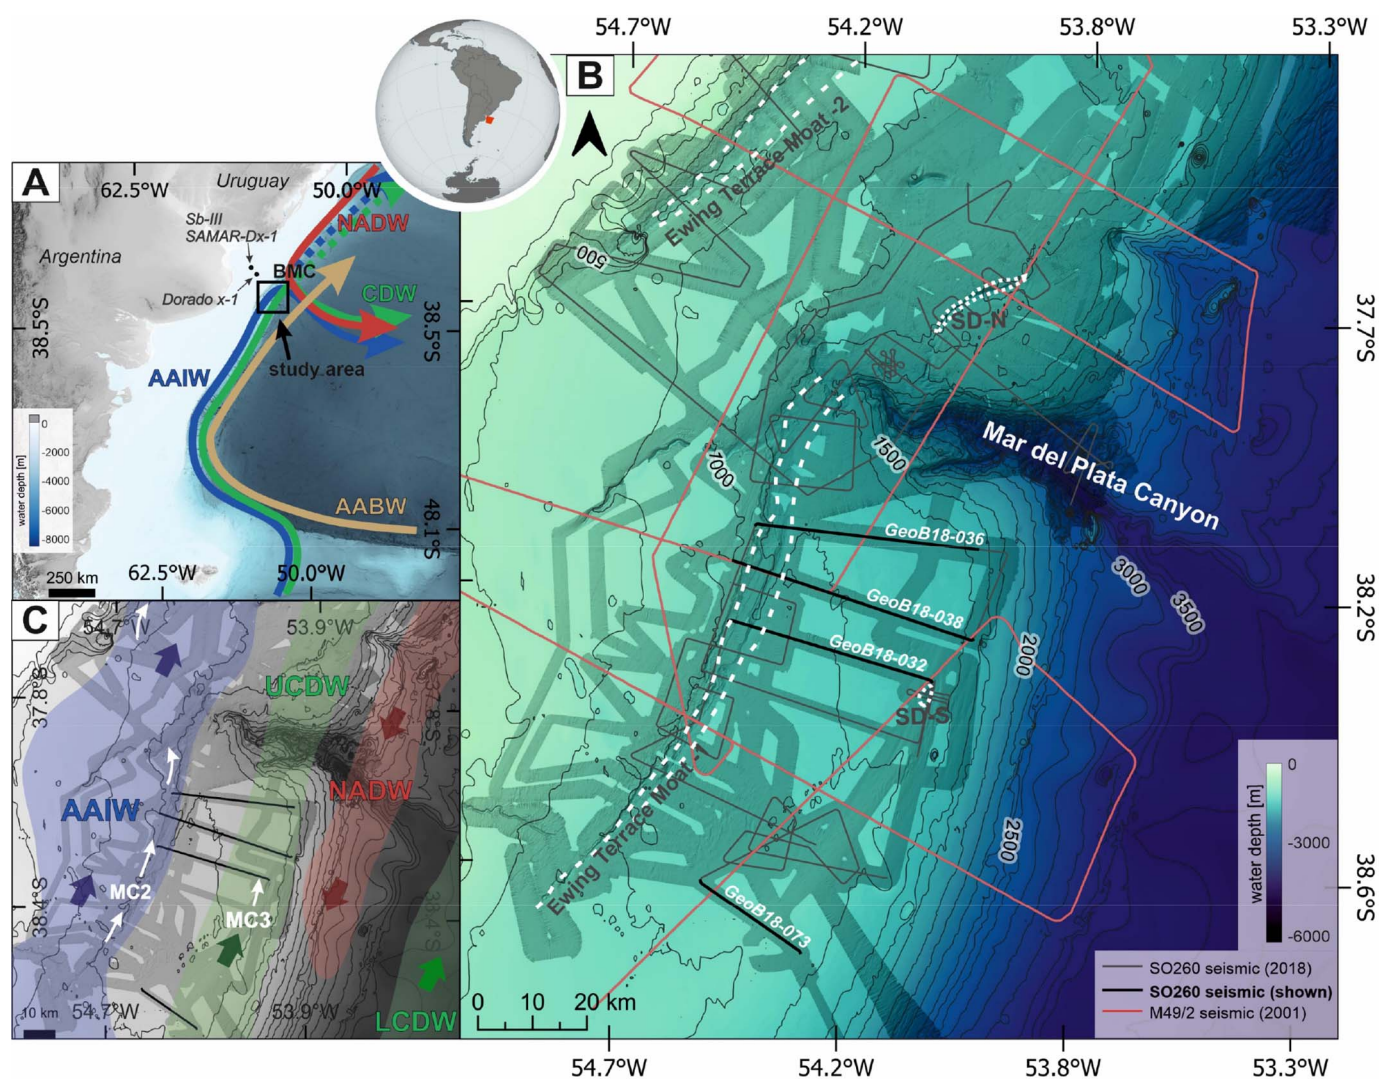 54.7°W
54.2°W
53.8°W
53.3°W
B
A
62.5°W
Uruguay
50.0°W
NADW
Sb-III
SAMAR-Dx-1
Argentina
BMC
Dorado x-1
CDW
38.5°S
38.5°S
AAIW
study area
0
-2000
-4000
-6000
-8000
water depth [m]
AABW
48.1°S
250 km
62.5°W
50.0°W
Ewing Terrace Moat -2
500
SD-N
37.7°S
1000
1500
Mar del Plata Canyon
GeoB18-036
GeoB18-038
GeoB18-032
3000
3500
38.2°S
2000
SD-S
Ewing Terrace Moat- 1
2500
GeoB18-073
38.6°S
0
-3000
-6000
water depth [m]
SO260 seismic (2018)
SO260 seismic (shown)
M49/2 seismic (2001)
0 10 20 km
54.7°W
54.2°W
53.8°W
53.3°W
C
54.7°W
53.9°W
37.8°S
UCDW
NADW
AAIW
MC2
MC3
38.4°S
LCDW
10 km
54.7°W
53.9°W